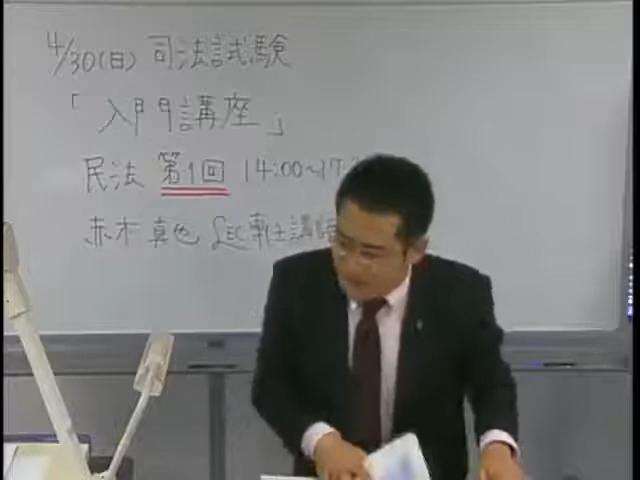 4/30(日) 司法試験
「入門講座」
民法 第1回 14:00~17:
赤木真也 LEC専任講